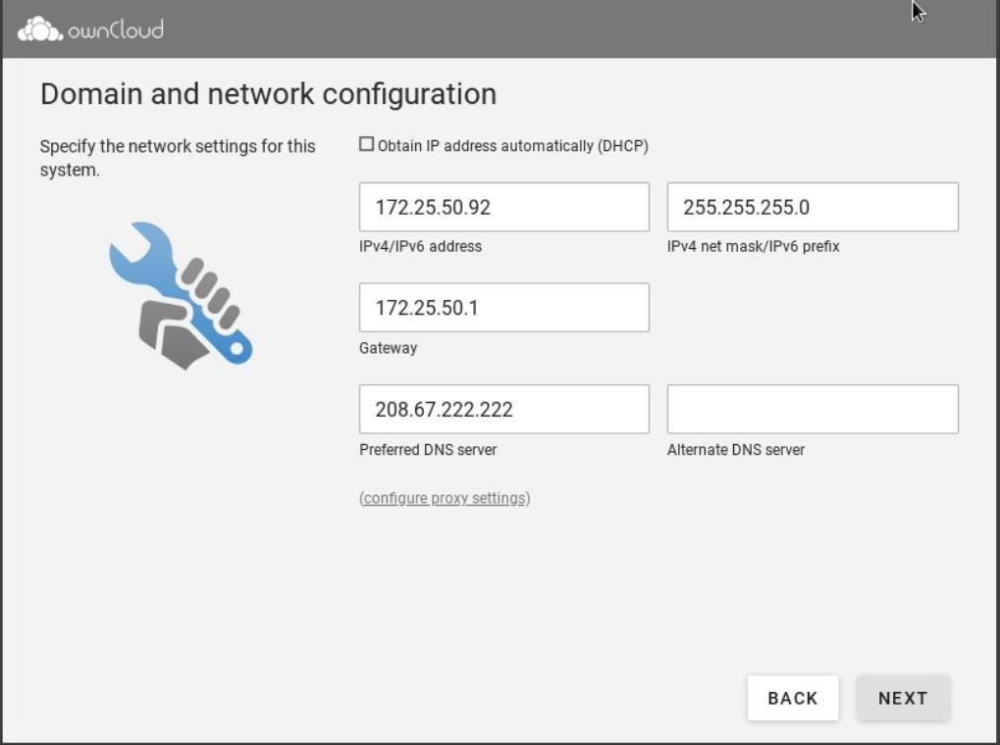 ownCloud
Domain and network configuration
Specify the network settings for this
system.
Obtain IP address automatically (DHCP)
172.25.50.92
255.255.255.0
IPv4/IPv6 address
IPv4 net mask/IPv6 prefix
172.25.50.1
Gateway
208.67.222.222
Preferred DNS server
Alternate DNS server
(configure proxy settings)
BACK
NEXT